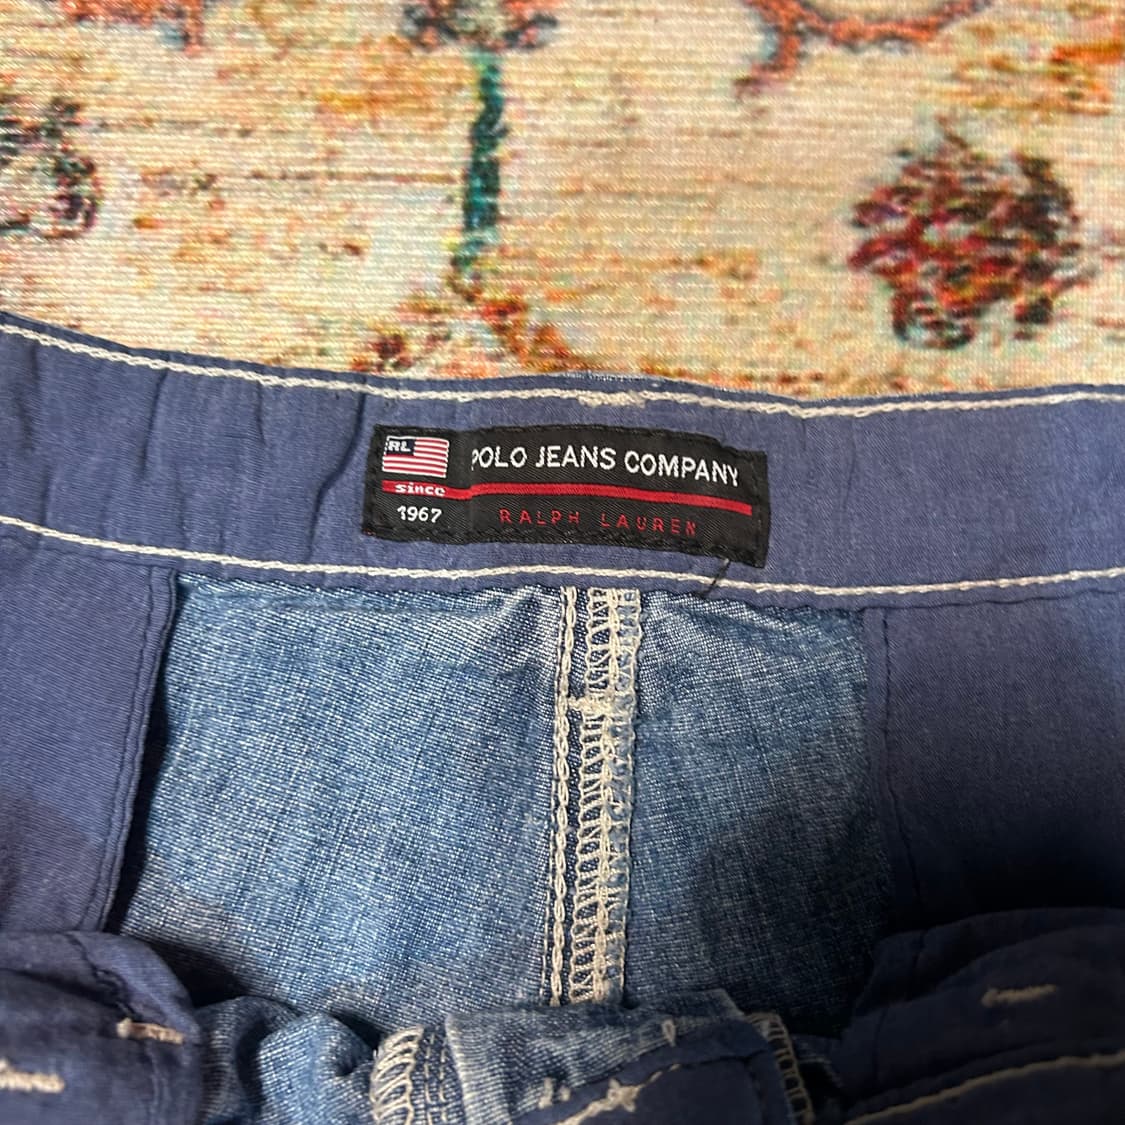 RL
POLO JEANS COMPANY
since
1967
RALPH LAUREN